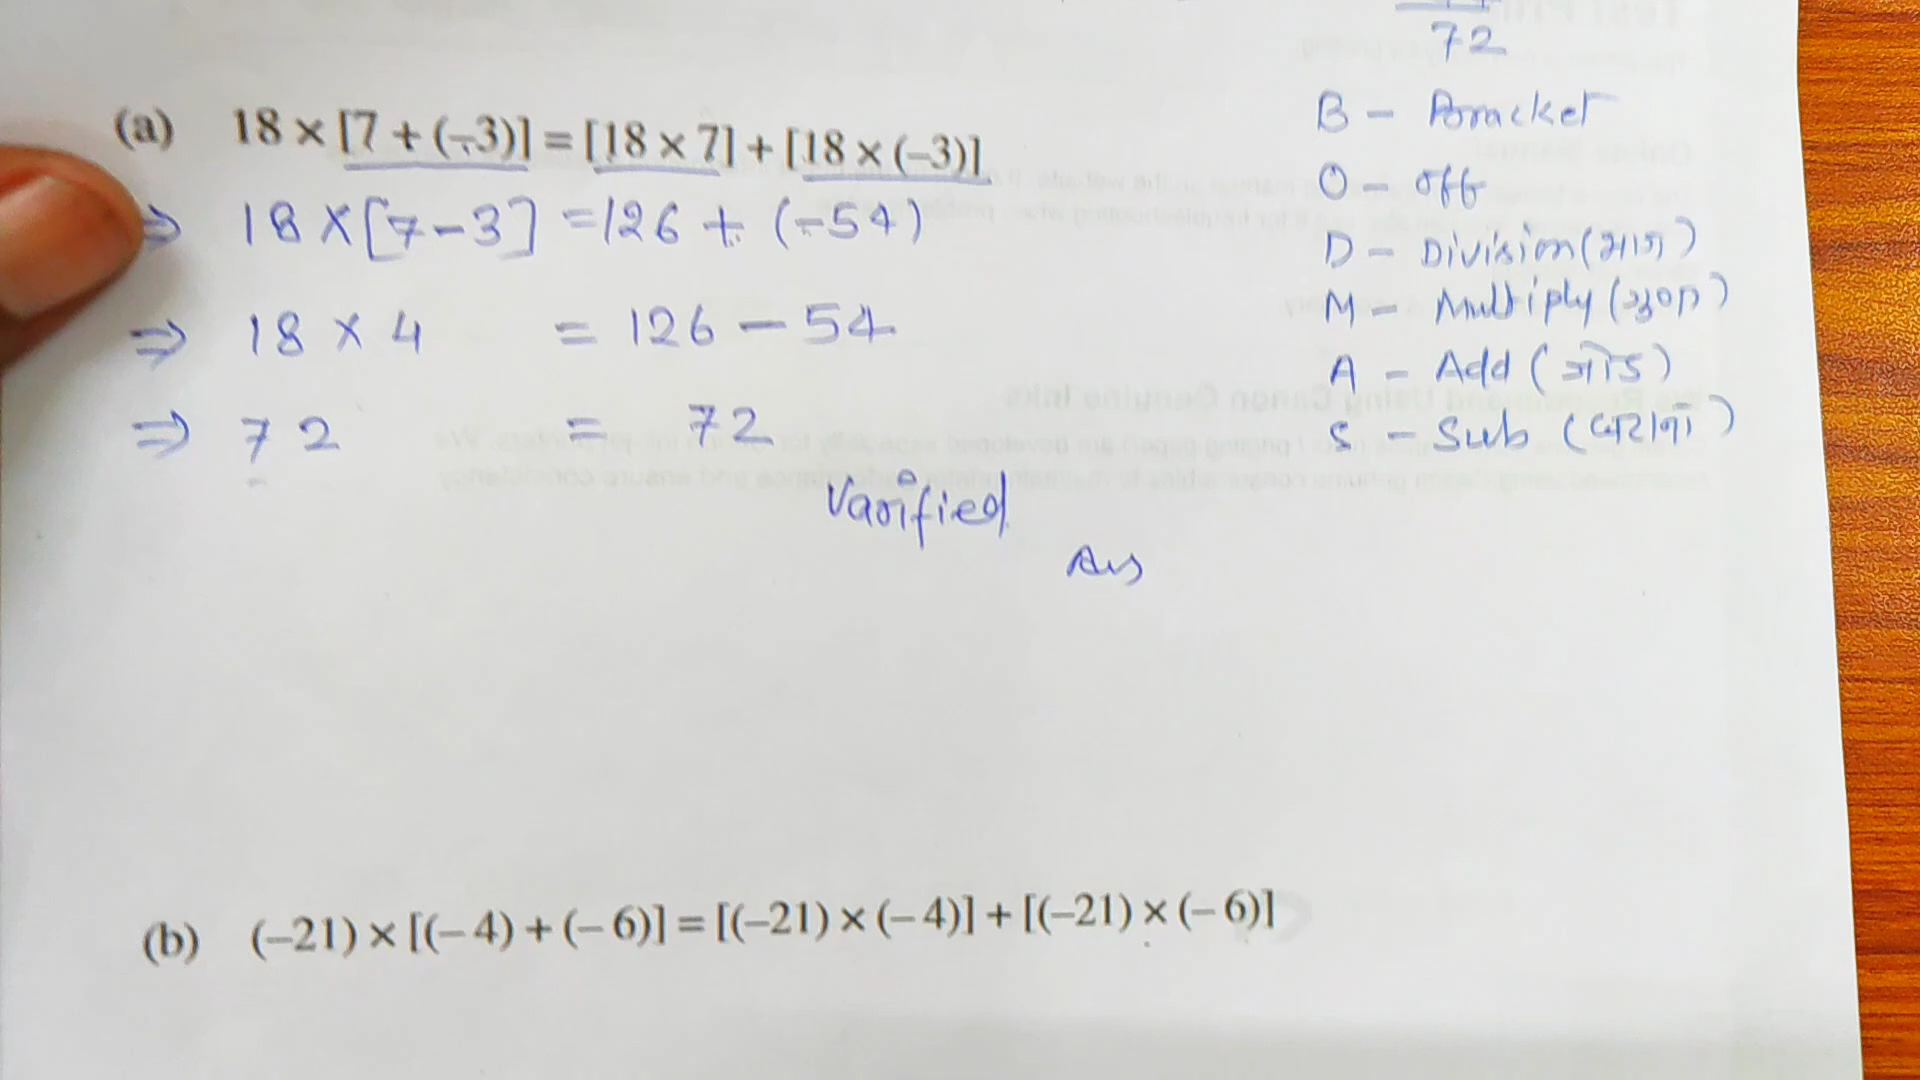 72
(a) 18 × [7 + (–3)] = [18 × 7] + [18 × (–3)]
⇒ 18 × [7 – 3] = 126 + (–54)
⇒ 18 × 4 = 126 – 54
⇒ 72 = 72
Varified
Ans
B – Bracket
O – off
D – Division (भाग)
M – Multiply (गुणा)
A – Add (जोड)
S – Sub (घटाना)
(b) (–21) × [(– 4) + (– 6)] = [(–21) × (– 4)] + [(–21) × (– 6)]